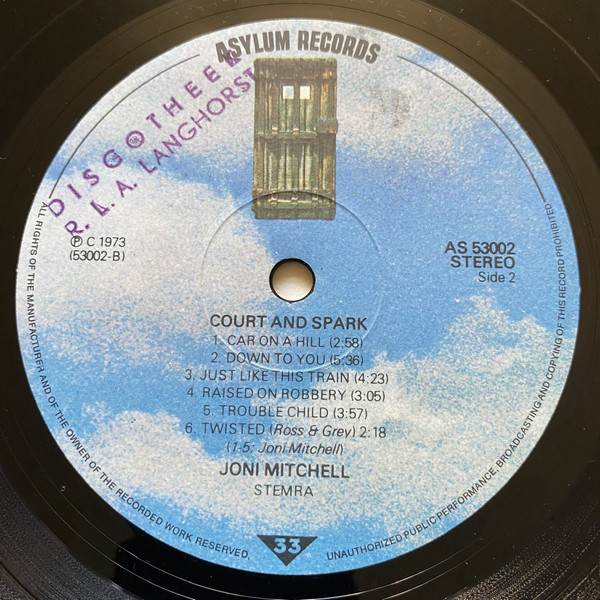 ASYLUM RECORDS
DISCOTHEEK
R. L. A. LANGHORST
Ⓟ C 1973
(53002-B)
AS 53002
STEREO
Side 2
COURT AND SPARK
1. CAR ON A HILL (2:58)
2. DOWN TO YOU (5:36)
3. JUST LIKE THIS TRAIN (4:23)
4. RAISED ON ROBBERY (3:05)
5. TROUBLE CHILD (3:57)
6. TWISTED (Ross & Grey) 2:18
(1-5: Joni Mitchell)
JONI MITCHELL
STEMRA
33
ALL RIGHTS OF THE MANUFACTURER AND OF THE OWNER OF THE RECORDED WORK RESERVED. UNAUTHORIZED PUBLIC PERFORMANCE, BROADCASTING AND COPYING OF THIS RECORD PROHIBITED